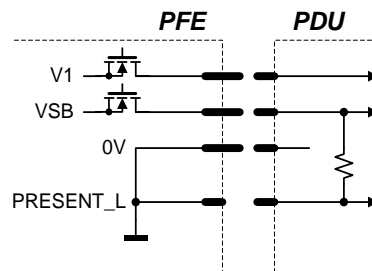 PFE PDU
V1
VSB
0V
PRESENT_L